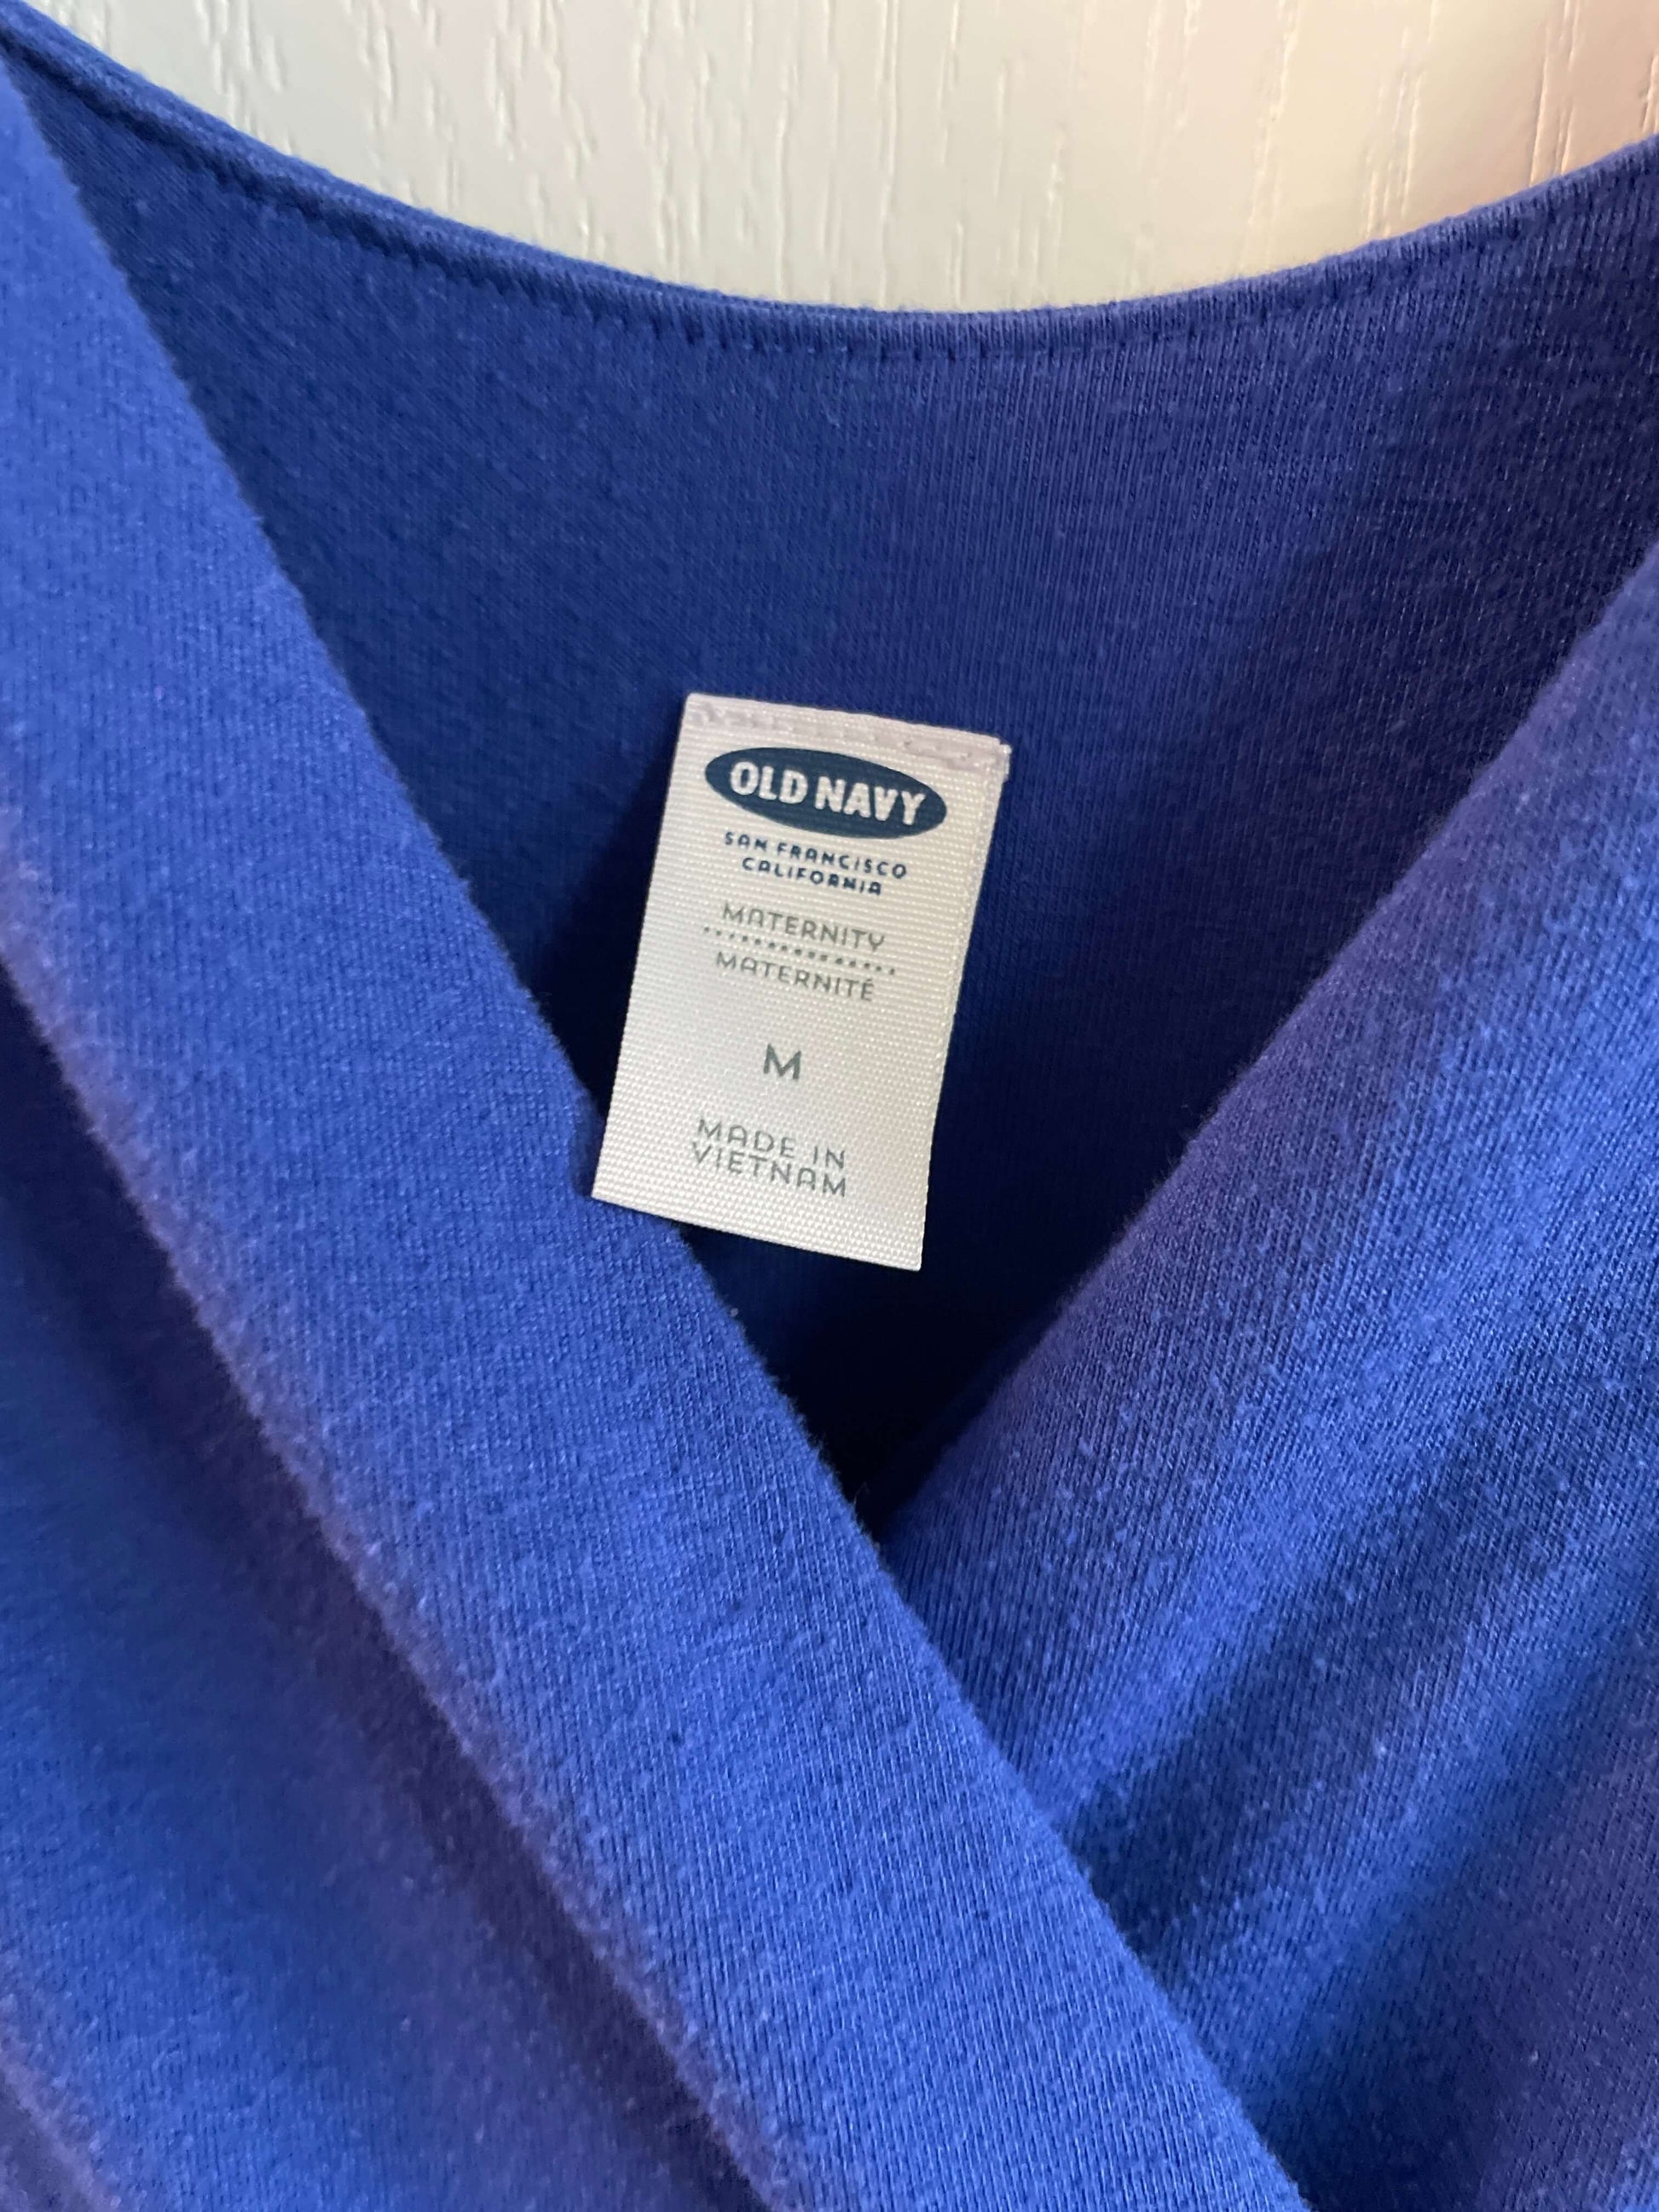 OLD NAVY
SAN FRANCISCO
CALIFORNIA
MATERNITY
MATERNITÉ
M
MADE IN
VIETNAM